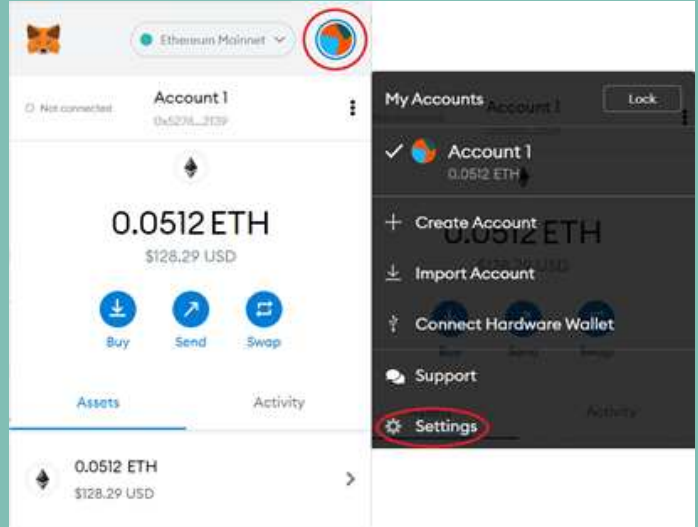 Ethereum Mainnet
Not connected
Account 1
0x5278...2139
0.0512 ETH
$128.29 USD
Buy
Send
Swap
Assets
Activity
0.0512 ETH
$128.29 USD
My Accounts
Lock
Account 1
0.0512 ETH
Create Account
Import Account
Connect Hardware Wallet
Support
Settings